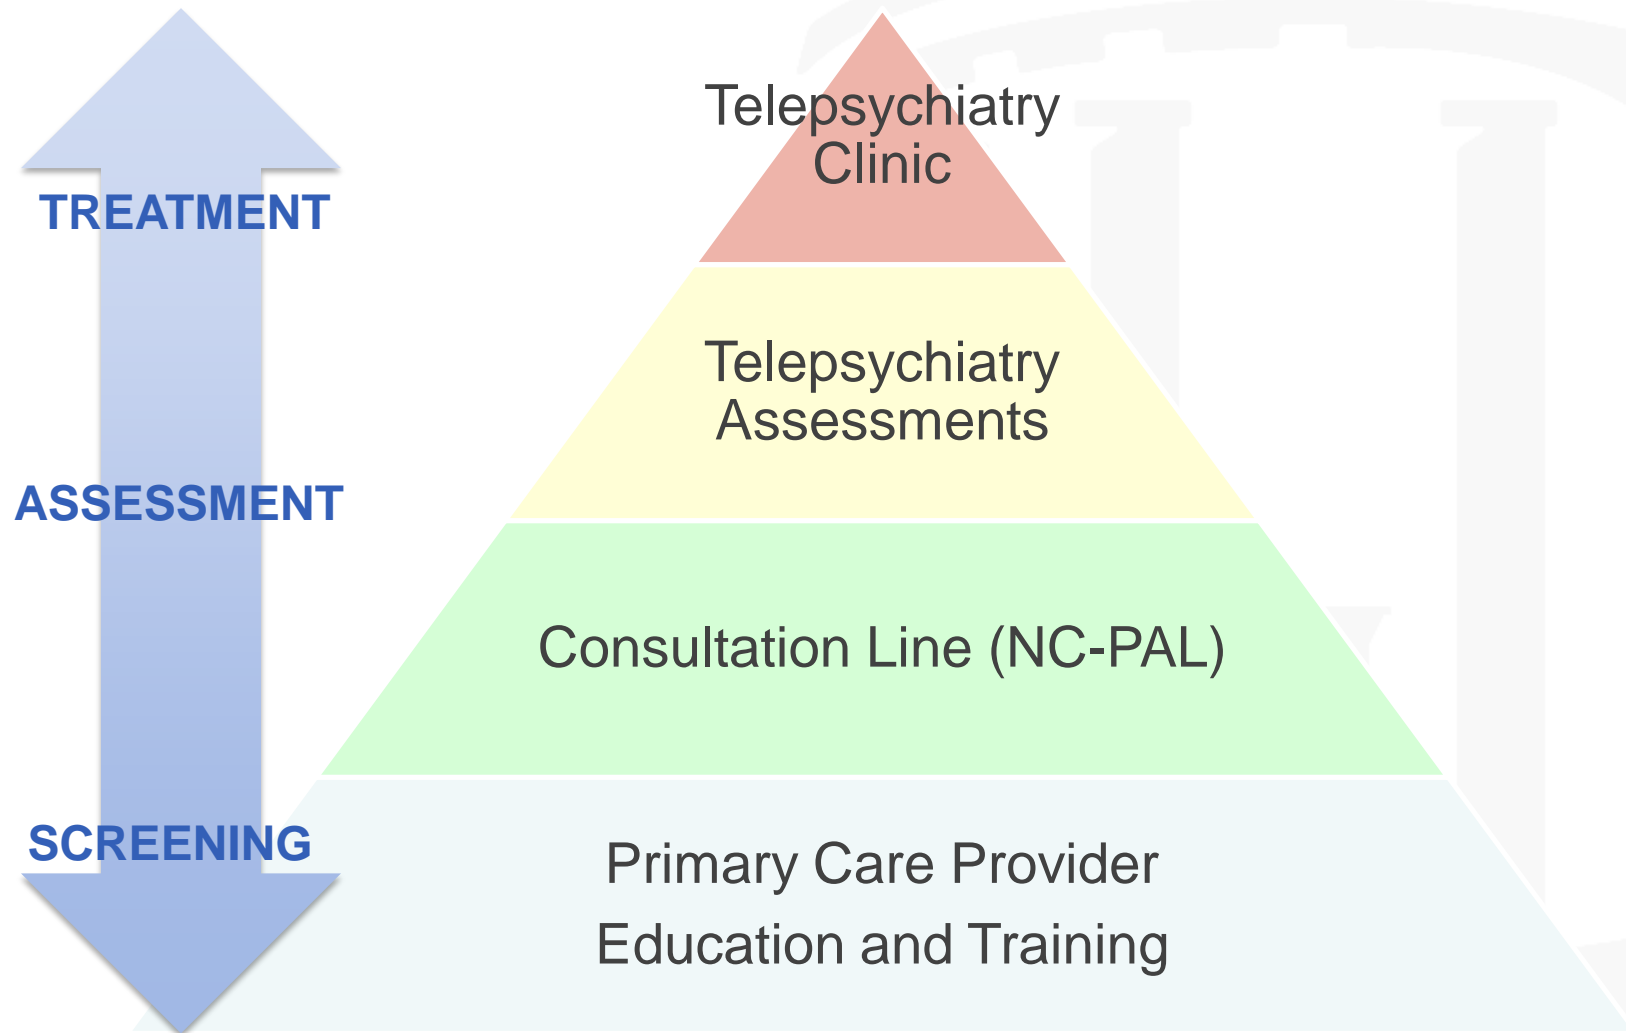 TREATMENT
ASSESSMENT
SCREENING
Telepsychiatry
Clinic
Telepsychiatry
Assessments
Consultation Line (NC-PAL)
Primary Care Provider
Education and Training